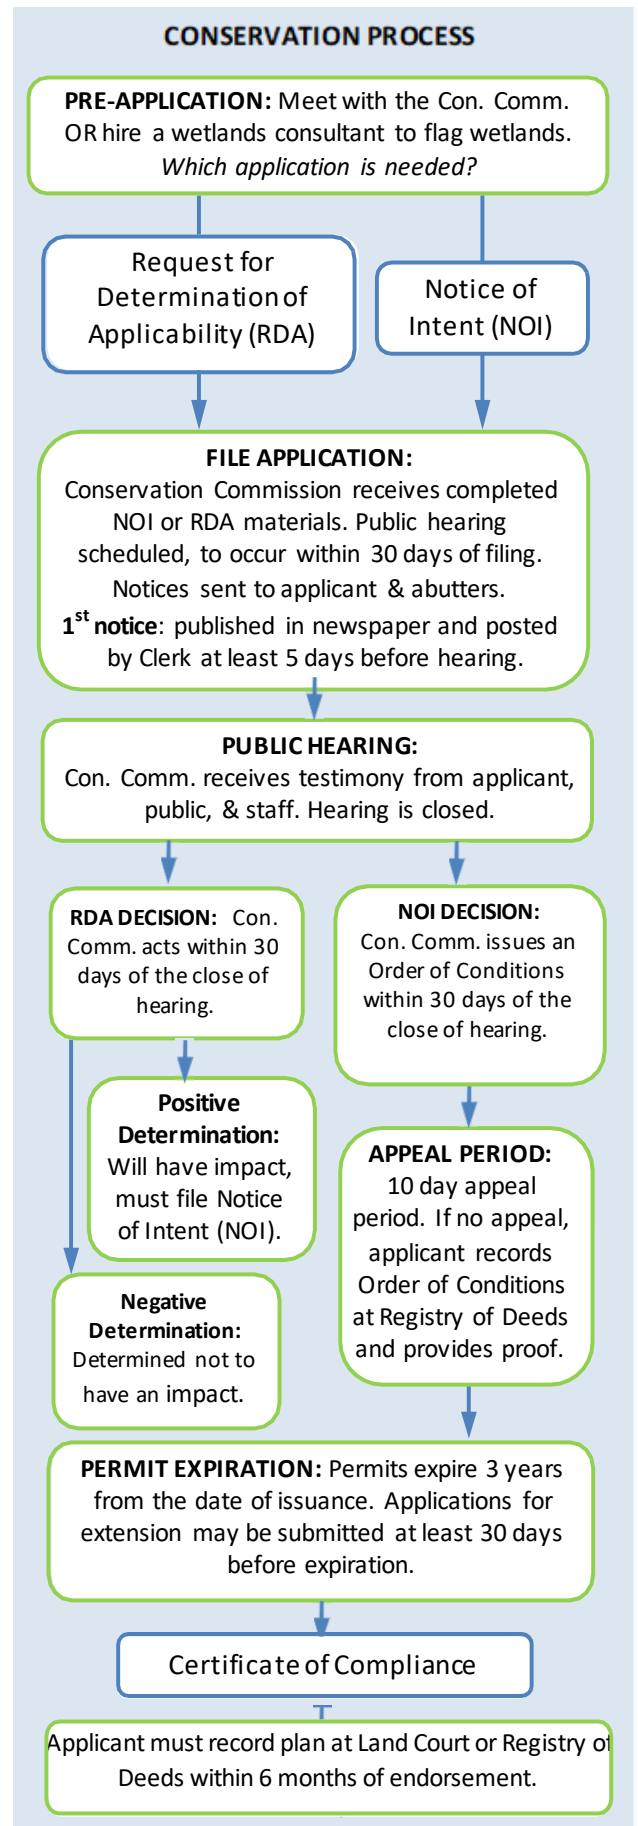 CONSERVATION PROCESS
PRE-APPLICATION: Meet with the Con. Comm.
OR hire a wetlands consultant to flag wetlands.
Which application is needed?
Request for
Determination of
Applicability (RDA)
Notice of
Intent (NOI)
FILE APPLICATION:
Conservation Commission receives completed
NOI or RDA materials. Public hearing
scheduled, to occur within 30 days of filing.
Notices sent to applicant & abutters.
1st notice: published in newspaper and posted
by Clerk at least 5 days before hearing.
PUBLIC HEARING:
Con. Comm. receives testimony from applicant,
public, & staff. Hearing is closed.
RDA DECISION: Con.
Comm. acts within 30
days of the close of
hearing.
NOI DECISION:
Con. Comm. issues an
Order of Conditions
within 30 days of the
close of hearing.
Positive
Determination:
Will have impact,
must file Notice
of Intent (NOI).
APPEAL PERIOD:
10 day appeal
period. If no appeal,
applicant records
Order of Conditions
at Registry of Deeds
and provides proof.
Negative
Determination:
Determined not to
have an impact.
PERMIT EXPIRATION: Permits expire 3 years
from the date of issuance. Applications for
extension may be submitted at least 30 days
before expiration.
Certificate of Compliance
Applicant must record plan at Land Court or Registry of
Deeds within 6 months of endorsement.